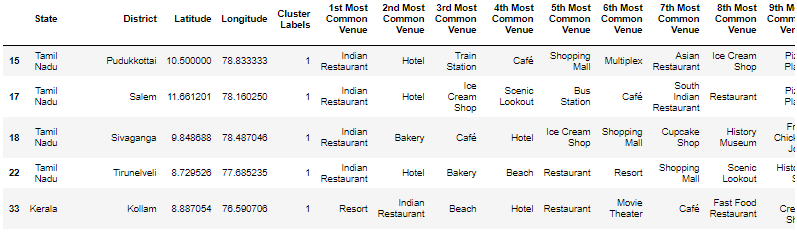 State District Latitude Longitude Cluster Labels 1st Most Common Venue 2nd Most Common Venue 3rd Most Common Venue 4th Most Common Venue 5th Most Common Venue 6th Most Common Venue 7th Most Common Venue 8th Most Common Venue 9th Most Common Venue
15 Tamil Nadu Pudukkottai 10.500000 78.833333 1 Indian Restaurant Hotel Train Station Café Shopping Mall Multiplex Asian Restaurant Ice Cream Shop
17 Tamil Nadu Salem 11.661201 78.160250 1 Indian Restaurant Hotel Ice Cream Shop Scenic Lookout Bus Station Café South Indian Restaurant Restaurant
18 Tamil Nadu Sivaganga 9.848688 78.487046 1 Indian Restaurant Bakery Café Hotel Ice Cream Shop Shopping Mall Cupcake Shop History Museum
22 Tamil Nadu Tirunelveli 8.729526 77.685235 1 Indian Restaurant Hotel Bakery Beach Restaurant Resort Shopping Mall Scenic Lookout
33 Kerala Kollam 8.887054 76.590706 1 Resort Indian Restaurant Beach Hotel Restaurant Movie Theater Café Fast Food Restaurant